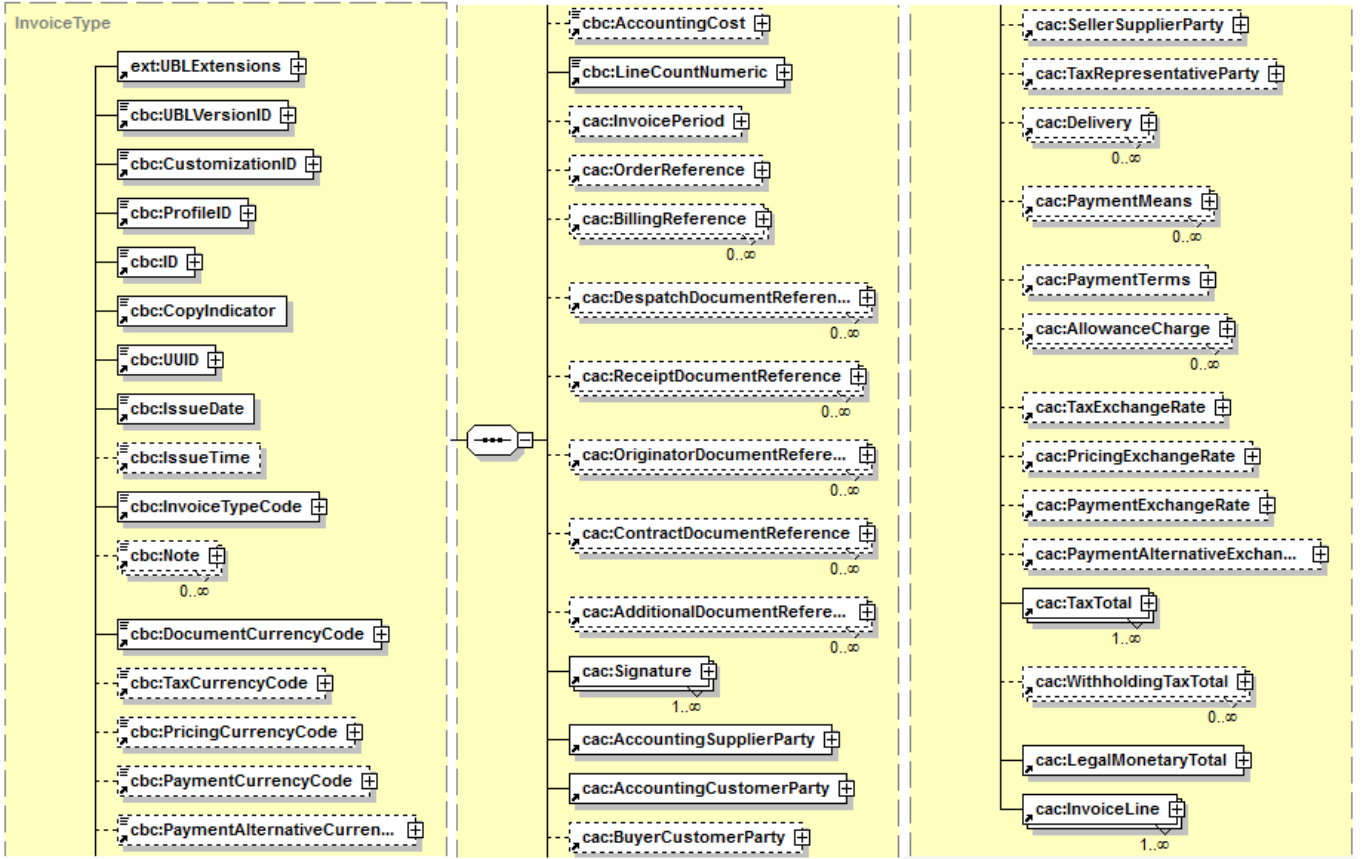 InvoiceType
ext:UBLExtensions
cbc:UBLVersionID
cbc:CustomizationID
cbc:ProfileID
cbc:ID
cbc:CopyIndicator
cbc:UUID
cbc:IssueDate
cbc:IssueTime
cbc:InvoiceTypeCode
cbc:Note
0..∞
cbc:DocumentCurrencyCode
cbc:TaxCurrencyCode
cbc:PricingCurrencyCode
cbc:PaymentCurrencyCode
cbc:PaymentAlternativeCurren...
cbc:AccountingCost
cbc:LineCountNumeric
cac:InvoicePeriod
cac:OrderReference
cac:BillingReference
0..∞
cac:DespatchDocumentReferen...
0..∞
cac:ReceiptDocumentReference
0..∞
cac:OriginatorDocumentRefere...
0..∞
cac:ContractDocumentReference
0..∞
cac:AdditionalDocumentRefere...
0..∞
cac:Signature
1..∞
cac:AccountingSupplierParty
cac:AccountingCustomerParty
cac:BuyerCustomerParty
cac:SellerSupplierParty
cac:TaxRepresentativeParty
cac:Delivery
0..∞
cac:PaymentMeans
0..∞
cac:PaymentTerms
cac:AllowanceCharge
0..∞
cac:TaxExchangeRate
cac:PricingExchangeRate
cac:PaymentExchangeRate
cac:PaymentAlternativeExchan...
cac:TaxTotal
1..∞
cac:WithholdingTaxTotal
0..∞
cac:LegalMonetaryTotal
cac:InvoiceLine
1..∞